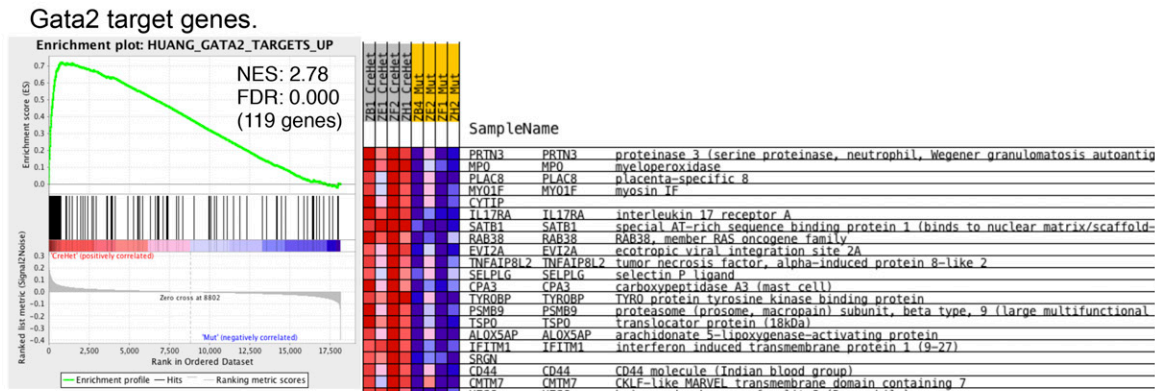 Gata2 target genes.
Enrichment plot: HUANG_GATA2_TARGETS_UP
Enrichment score (ES)
0.7
0.6
0.5
0.4
0.3
0.2
0.1
0.0
NES: 2.78
FDR: 0.000
(119 genes)
'CreHet' (positively correlated)
Ranked list metric (Signal2Noise)
0.3
0.2
0.1
0.0
-0.1
-0.2
-0.3
-0.4
Zero cross at 8802
'Mut' (negatively correlated)
0 2,500 5,000 7,500 10,000 12,500 15,000 17,500
Rank in Ordered Dataset
Enrichment profile Hits Ranking metric scores
ZB1_CreHet
ZE1_CreHet
ZF2_CreHet
ZH1_CreHet
ZB4_Mut
ZE2_Mut
ZF1_Mut
ZH2_Mut
SampleName
PRTN3 PRTN3 proteinase 3 (serine proteinase, neutrophil, Wegener granulomatosis autoantig
MPO MPO myeloperoxidase
PLAC8 PLAC8 placenta-specific 8
MYO1F MYO1F myosin IF
CYTIP
IL17RA IL17RA interleukin 17 receptor A
SATB1 SATB1 special AT-rich sequence binding protein 1 (binds to nuclear matrix/scaffold-
RAB38 RAB38 RAB38, member RAS oncogene family
EVI2A EVI2A ecotropic viral integration site 2A
TNFAIP8L2 TNFAIP8L2 tumor necrosis factor, alpha-induced protein 8-like 2
SELPLG SELPLG selectin P ligand
CPA3 CPA3 carboxypeptidase A3 (mast cell)
TYROBP TYROBP TYRO protein tyrosine kinase binding protein
PSMB9 PSMB9 proteasome (prosome, macropain) subunit, beta type, 9 (large multifunctional
TSPO TSPO translocator protein (18kDa)
ALOX5AP ALOX5AP arachidonate 5-lipoxygenase-activating protein
IFITM1 IFITM1 interferon induced transmembrane protein 1 (9-27)
SRGN
CD44 CD44 CD44 molecule (Indian blood group)
CMTM7 CMTM7 CKLF-like MARVEL transmembrane domain containing 7